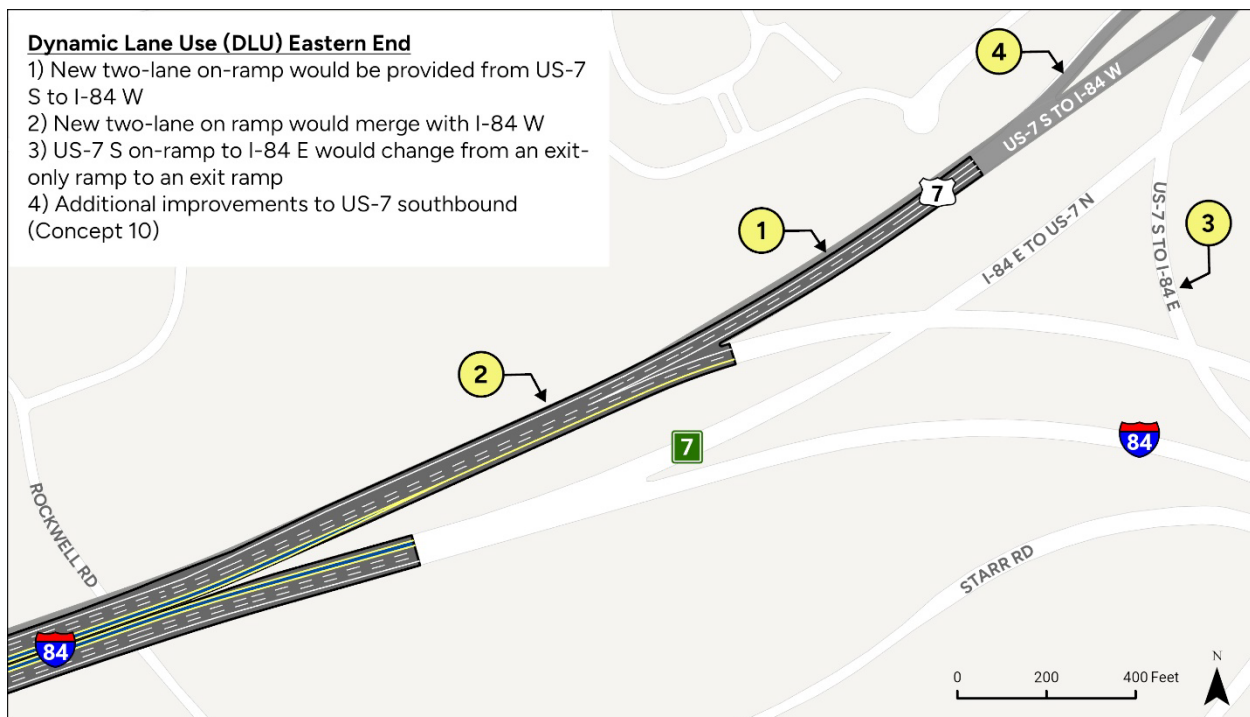 Dynamic Lane Use (DLU) Eastern End
1) New two-lane on-ramp would be provided from US-7
S to I-84 W
2) New two-lane on ramp would merge with I-84 W
3) US-7 S on-ramp to I-84 E would change from an exit-
only ramp to an exit ramp
4) Additional improvements to US-7 southbound
(Concept 10)
4
US-7 S TO I-84 W
7
1
I-84 E TO US-7 N
US-7 S TO I-84 E
3
2
7
84
ROCKWELL RD
STARR RD
84
0 200 400 Feet
N